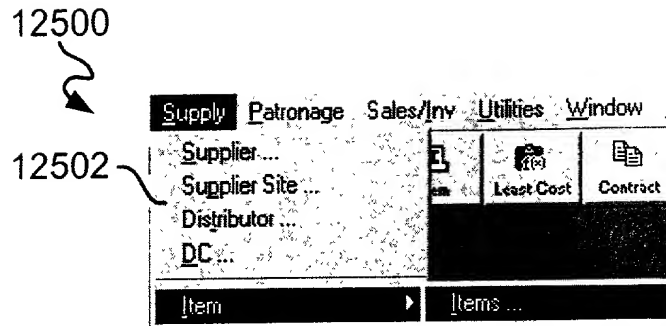 12500
Supply Patronage Sales/Inv Utilities Window
12502
Supplier ...
Supplier Site ...
Distributor ...
DC ...
Least Cost
Contract
Item
Items ...